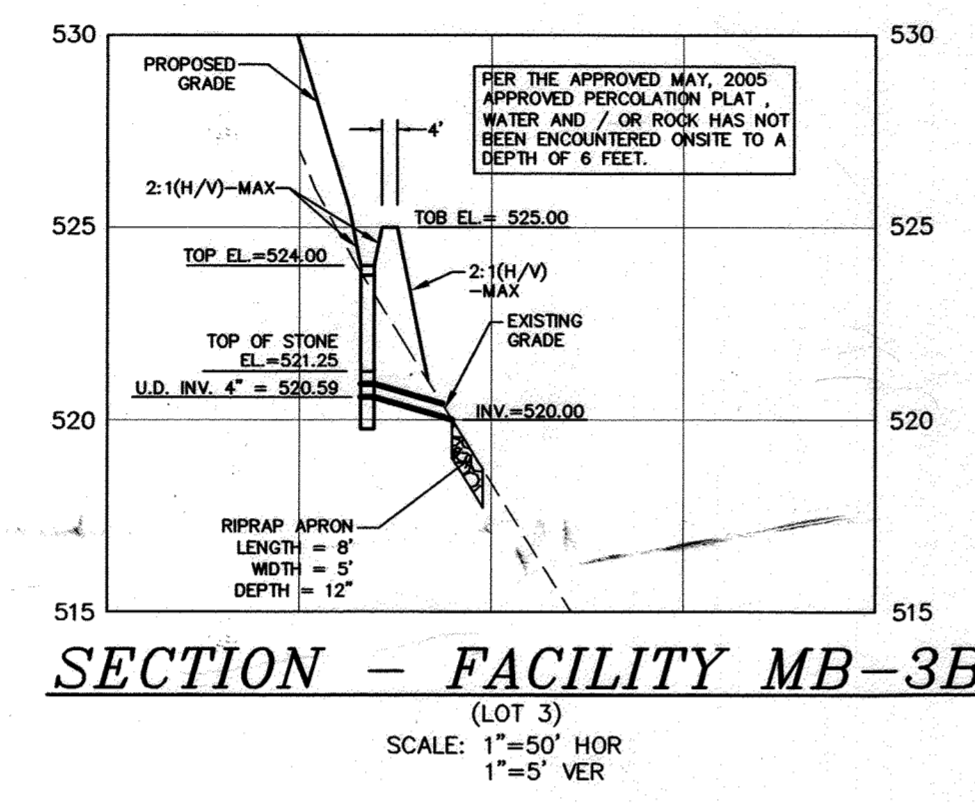 530
530
PROPOSED
GRADE
PER THE APPROVED MAY, 2005
APPROVED PERCOLATION PLAT ,
WATER AND / OR ROCK HAS NOT
BEEN ENCOUNTERED ONSITE TO A
DEPTH OF 6 FEET.
4'
2:1(H/V)-MAX
TOB EL.= 525.00
525
525
TOP EL.=524.00
2:1(H/V)
-MAX
EXISTING
GRADE
TOP OF STONE
EL.=521.25
U.D. INV. 4" = 520.59
INV.=520.00
520
520
RIPRAP APRON
LENGTH = 8'
WIDTH = 5'
DEPTH = 12"
515
515
SECTION - FACILITY MB-3B
(LOT 3)
SCALE: 1"=50' HOR
1"=5' VER